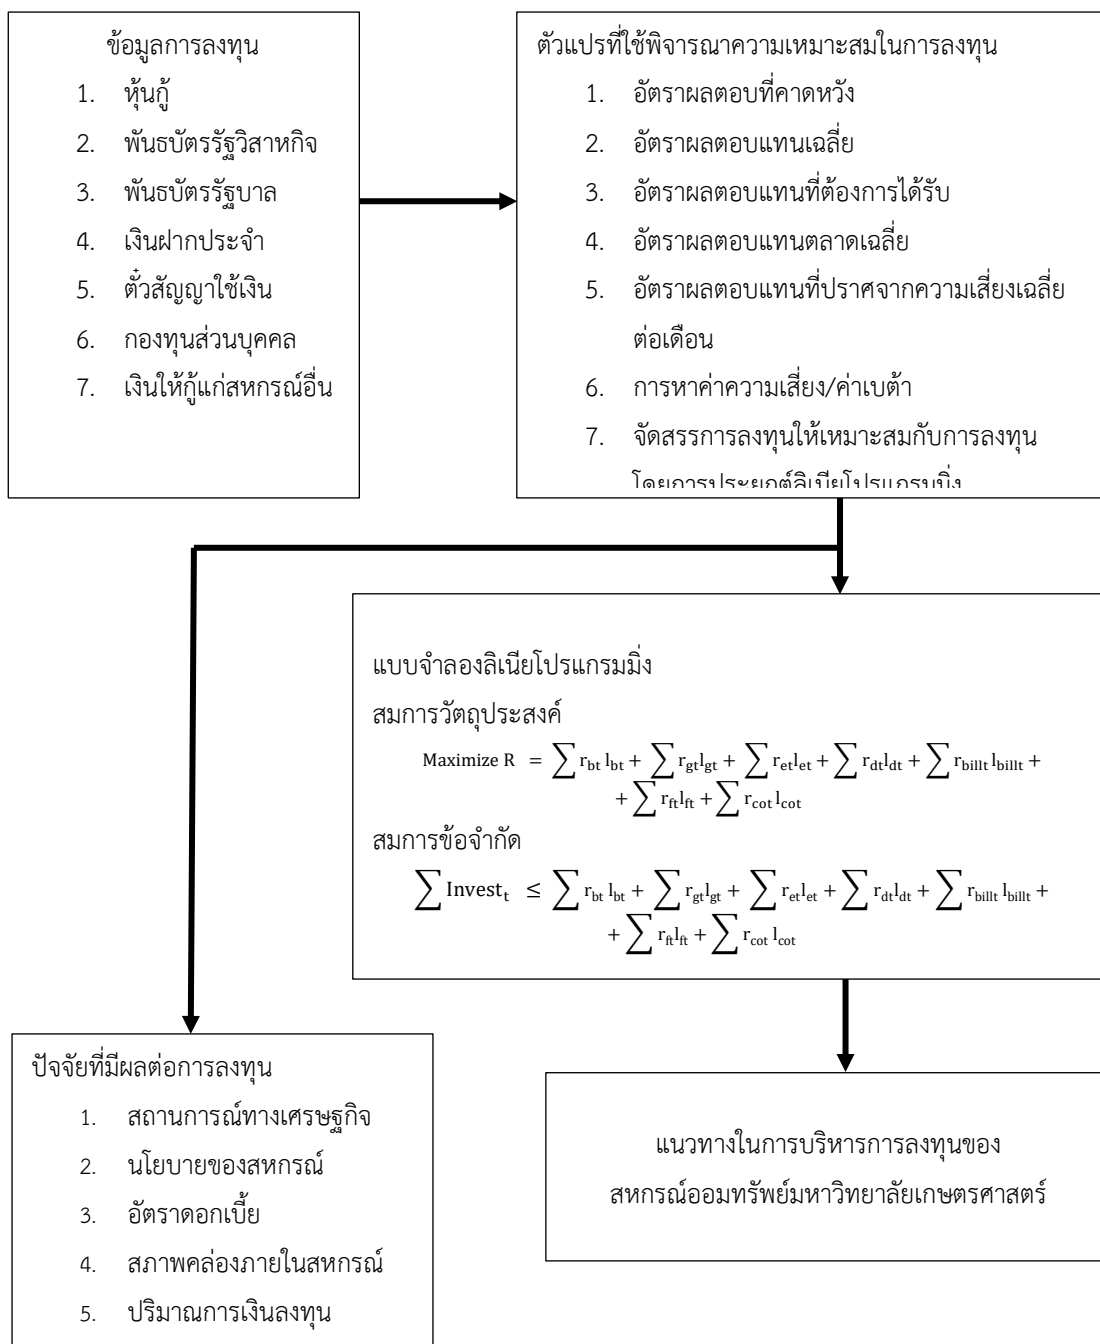 ข้อมูลการลงทุน
1. หุ้นกู้
2. พันธบัตรรัฐวิสาหกิจ
3. พันธบัตรรัฐบาล
4. เงินฝากประจำ
5. ตั๋วสัญญาใช้เงิน
6. กองทุนส่วนบุคคล
7. เงินให้กู้แก่สหกรณ์อื่น
ตัวแปรที่ใช้พิจารณาความเหมาะสมในการลงทุน
1. อัตราผลตอบที่คาดหวัง
2. อัตราผลตอบแทนเฉลี่ย
3. อัตราผลตอบแทนที่ต้องการได้รับ
4. อัตราผลตอบแทนตลาดเฉลี่ย
5. อัตราผลตอบแทนที่ปราศจากความเสี่ยงเฉลี่ย
ต่อเดือน
6. การหาค่าความเสี่ยง/ค่าเบต้า
7. จัดสรรการลงทุนให้เหมาะสมกับการลงทุน
โดยการประยุกต์ลิเนียโปรแกรมมิ่ง
แบบจำลองลิเนียโปรแกรมมิ่ง
สมการวัตถุประสงค์
Maximize R = ∑ r_bt l_bt + ∑ r_gt l_gt + ∑ r_et l_et + ∑ r_dt l_dt + ∑ r_billt l_billt +
+ ∑ r_ft l_ft + ∑ r_cot l_cot
สมการข้อจำกัด
∑ Invest_t ≤ ∑ r_bt l_bt + ∑ r_gt l_gt + ∑ r_et l_et + ∑ r_dt l_dt + ∑ r_billt l_billt +
+ ∑ r_ft l_ft + ∑ r_cot l_cot
ปัจจัยที่มีผลต่อการลงทุน
1. สถานการณ์ทางเศรษฐกิจ
2. นโยบายของสหกรณ์
3. อัตราดอกเบี้ย
4. สภาพคล่องภายในสหกรณ์
5. ปริมาณการเงินลงทุน
แนวทางในการบริหารการลงทุนของ
สหกรณ์ออมทรัพย์มหาวิทยาลัยเกษตรศาสตร์